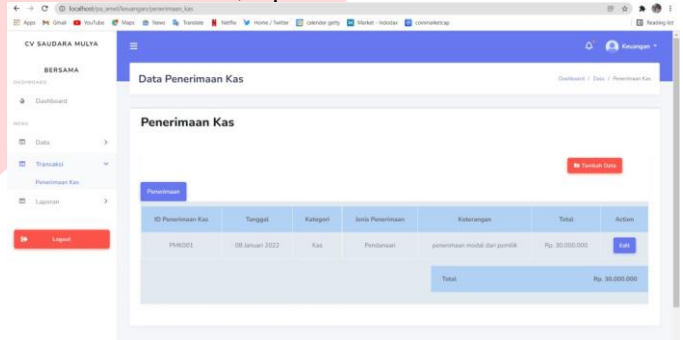 localhost/pa_amel/keuangan/penerimaan_kas
Apps Gmail YouTube Maps News Translate Netflix Home / Twitter calender getty Market - Indodax coinmarketcap Reading list
CV SAUDARA MULYA
BERSAMA
Keuangan
DASHBOARD
Dashboard
MENU
Data
Transaksi
Penerimaan Kas
Laporan
Logout
Data Penerimaan Kas
Dashboard / Data / Penerimaan Kas
Penerimaan Kas
Tambah Data
Penerimaan
ID Penerimaan Kas Tanggal Kategori Jenis Penerimaan Keterangan Total Action
PMK001 08 Januari 2022 Kas Pendanaan penerimaan modal dari pemilik Rp. 30.000.000 Edit
Total Rp. 30.000.000